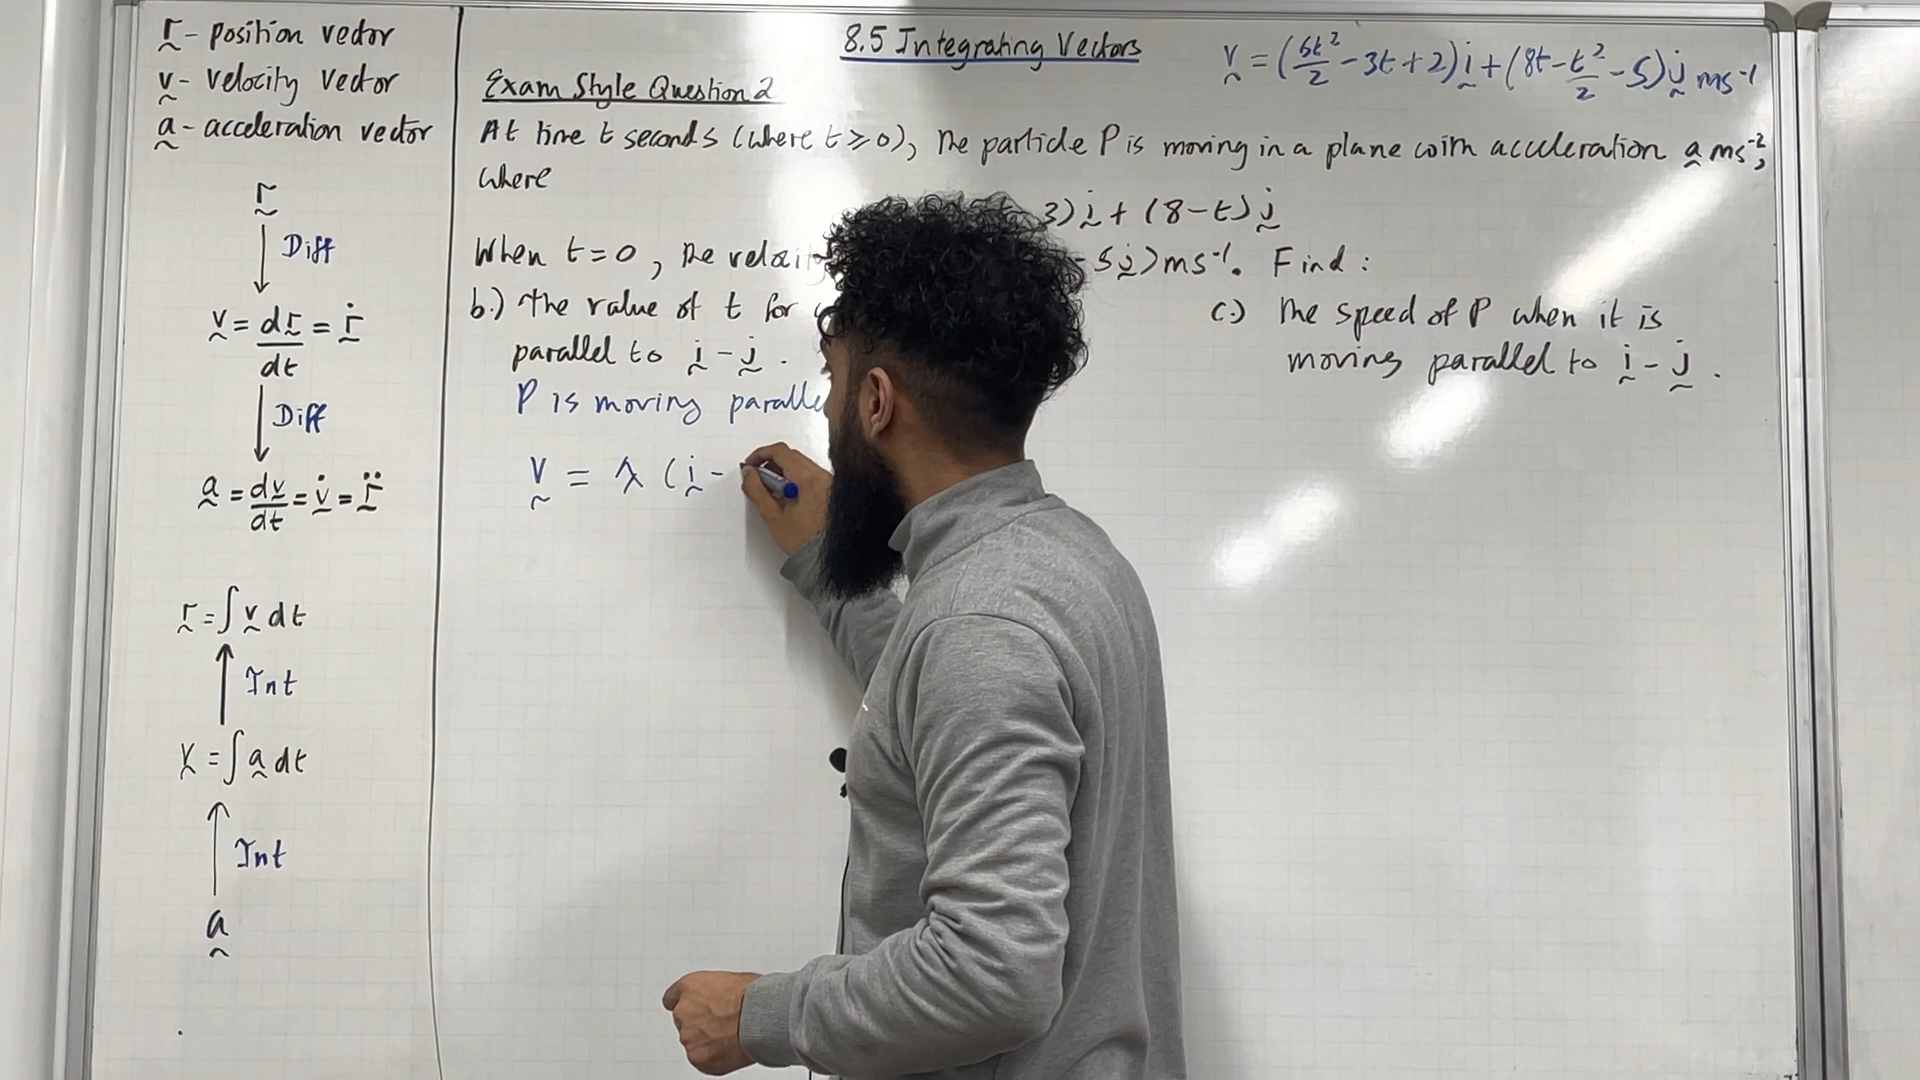 r - position vector
v - velocity vector
a - acceleration vector
r
Diff
v = dr/dt = ṙ
Diff
a = dv/dt = v̇ = r̈
r = ∫ v dt
Int
v = ∫ a dt
Int
a
8.5 Integrating Vectors
v = (5t²/2 - 3t + 2) i + (8t - t²/2 - 5) j ms⁻¹
Exam Style Question 2
At time t seconds (where t ≥ 0), the particle P is moving in a plane with acceleration a ms⁻²,
where
3) i + (8 - t) j
When t = 0, the
- 5j) ms⁻¹. Find :
b.) the value of t for
parallel to i - j .
P is moving
v = λ (i -
c.) the speed of P when it is
moving parallel to i - j .